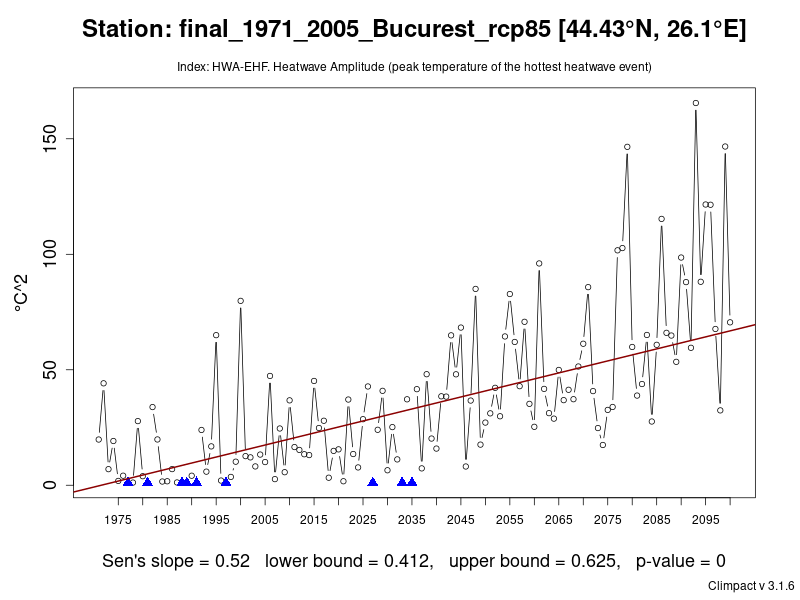 Station: final_1971_2005_Bucurest_rcp85 [44.43°N, 26.1°E]
Index: HWA-EHF. Heatwave Amplitude (peak temperature of the hottest heatwave event)
150
100
50
0
°C^2
1975 1985 1995 2005 2015 2025 2035 2045 2055 2065 2075 2085 2095
Sen's slope = 0.52 lower bound = 0.412, upper bound = 0.625, p-value = 0
Climpact v 3.1.6